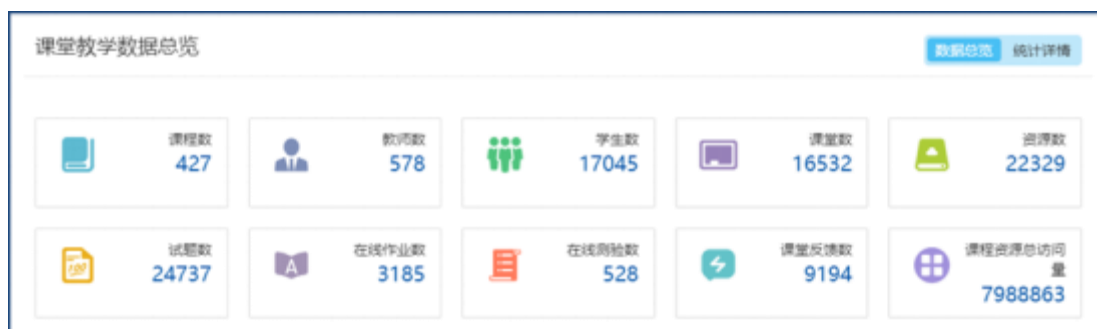 课堂教学数据总览
数据总览 统计详情
课程数
427
教师数
578
学生数
17045
课堂数
16532
资源数
22329
试题数
24737
在线作业数
3185
在线测验数
528
课堂反馈数
9194
课程资源总访问
量
7988863
100
A